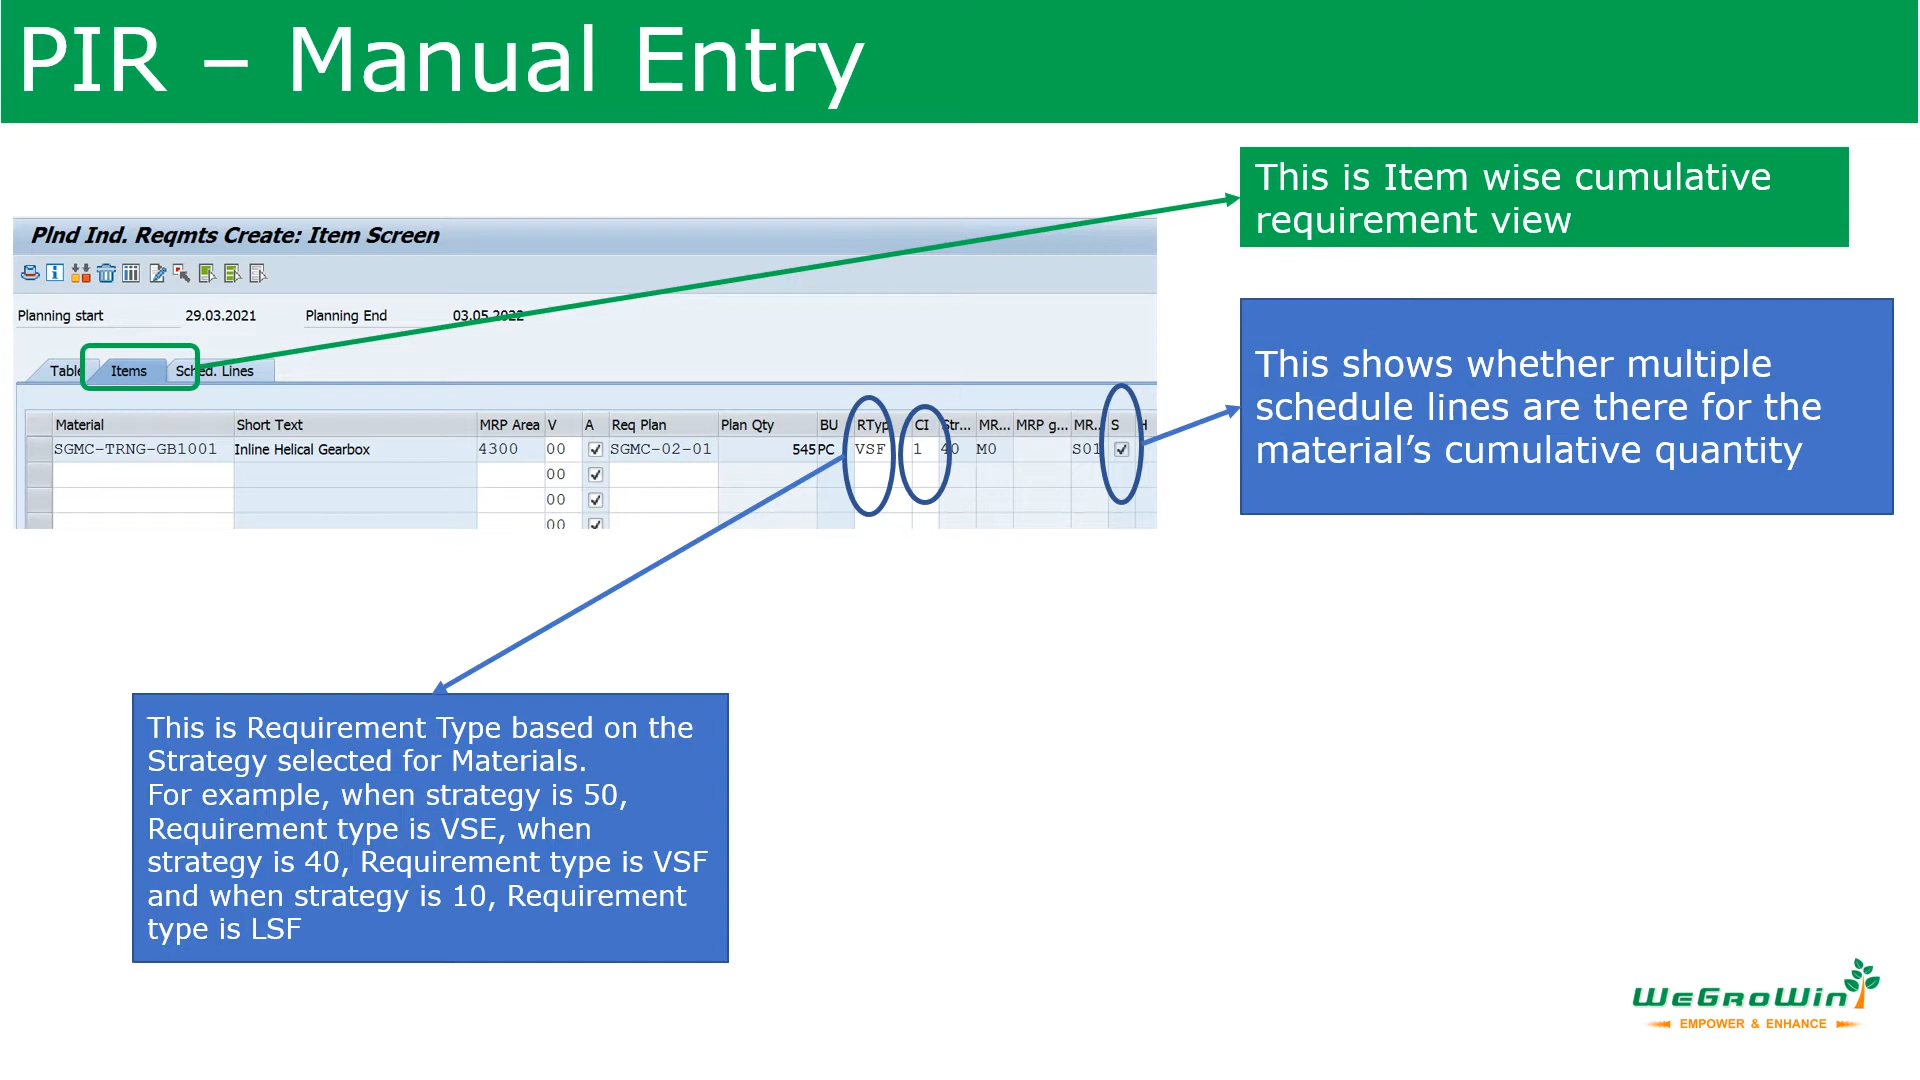 PIR – Manual Entry
This is Item wise cumulative
requirement view
Plnd Ind. Reqmts Create: Item Screen
Planning start 29.03.2021 Planning End 03.05.2022
Table Items Sched. Lines
Material Short Text MRP Area V A Req Plan Plan Qty BU RTyp CI Str... MR... MRP g... MR... S H
SGMC-TRNG-GB1001 Inline Helical Gearbox 4300 00 SGMC-02-01 545 PC VSF 1 40 M0 S01
00
00
00
This shows whether multiple
schedule lines are there for the
material’s cumulative quantity
This is Requirement Type based on the
Strategy selected for Materials.
For example, when strategy is 50,
Requirement type is VSE, when
strategy is 40, Requirement type is VSF
and when strategy is 10, Requirement
type is LSF
WeGroWin
EMPOWER & ENHANCE